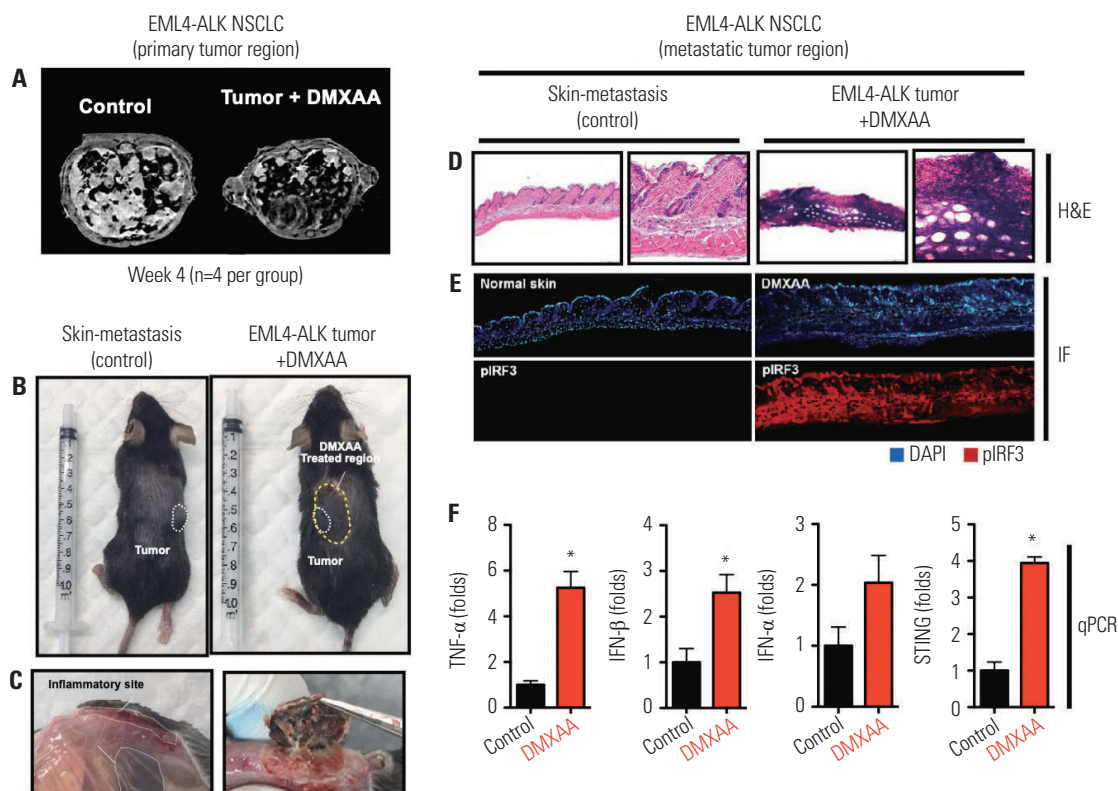 EML4-ALK NSCLC
(primary tumor region)
A
Control
Tumor + DMXAA
Week 4 (n=4 per group)
Skin-metastasis
(control)
EML4-ALK tumor
+DMXAA
B
Tumor
DMXAA
Treated region
Tumor
C
Inflammatory site
EML4-ALK NSCLC
(metastatic tumor region)
Skin-metastasis
(control)
EML4-ALK tumor
+DMXAA
D
H&E
E
Normal skin
DMXAA
pIRF3
pIRF3
IF
DAPI
pIRF3
F
TNF-α (folds)
8
6
4
2
0
*
Control
DMXAA
IFN-β (folds)
4
3
2
1
0
*
Control
DMXAA
IFN-α (folds)
3
2
1
0
Control
DMXAA
STING (folds)
5
4
3
2
1
0
*
Control
DMXAA
qPCR